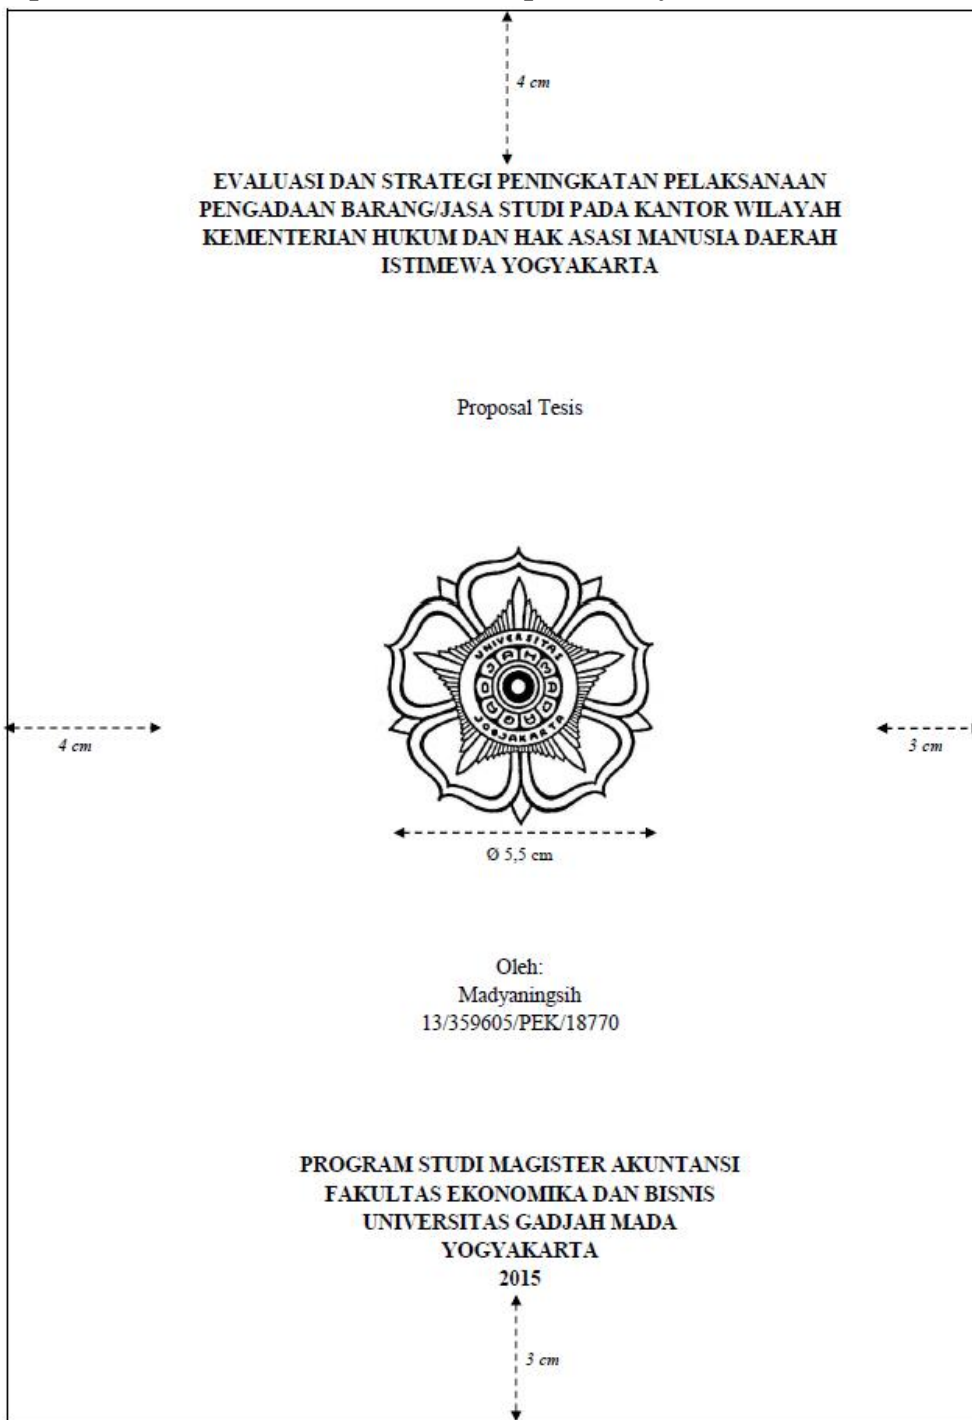 4 cm
EVALUASI DAN STRATEGI PENINGKATAN PELAKSANAAN
PENGADAAN BARANG/JASA STUDI PADA KANTOR WILAYAH
KEMENTERIAN HUKUM DAN HAK ASASI MANUSIA DAERAH
ISTIMEWA YOGYAKARTA
Proposal Tesis
UNIVERSITAS
GADJAH MADA
JOGJAKARTA
4 cm
3 cm
Ø 5,5 cm
Oleh:
Madyaningsih
13/359605/PEK/18770
PROGRAM STUDI MAGISTER AKUNTANSI
FAKULTAS EKONOMIKA DAN BISNIS
UNIVERSITAS GADJAH MADA
YOGYAKARTA
2015
3 cm